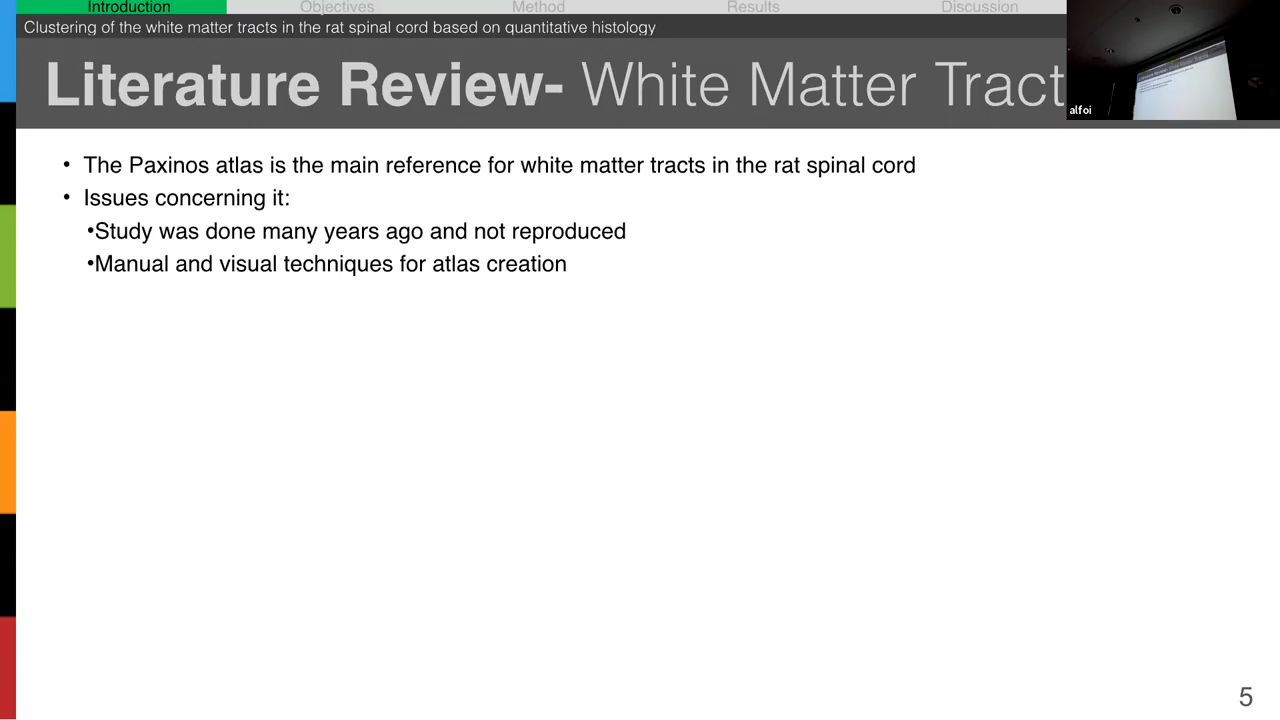 Introduction Objectives Method Results Discussion
Clustering of the white matter tracts in the rat spinal cord based on quantitative histology
Literature Review- White Matter Tract
alfoi
• The Paxinos atlas is the main reference for white matter tracts in the rat spinal cord
• Issues concerning it:
•Study was done many years ago and not reproduced
•Manual and visual techniques for atlas creation
5